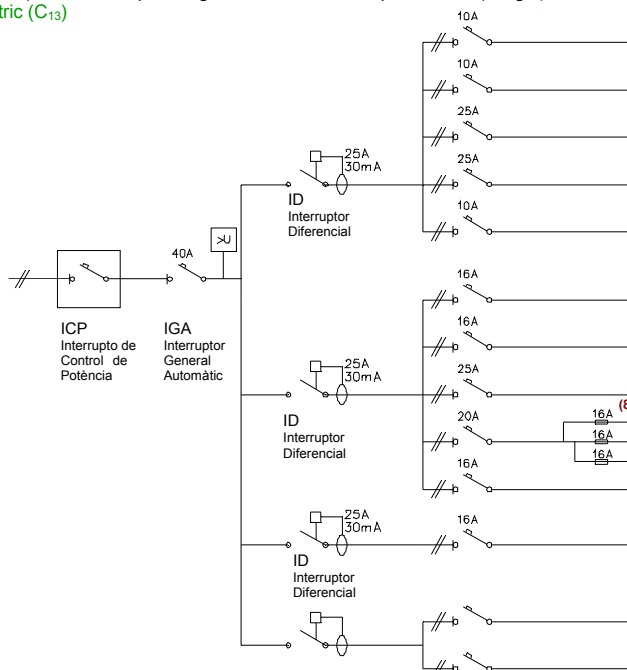 tric (C₁₃)
10A
10A
25A
25A
10A
25A
30mA
ID
Interruptor
Diferencial
40A
ICP
Interrupto de
Control de
Potència
IGA
Interruptor
General
Automàtic
16A
16A
25A
20A
16A
25A
30mA
ID
Interruptor
Diferencial
(8
16A
16A
16A
25A
30mA
ID
Interruptor
Diferencial
16A